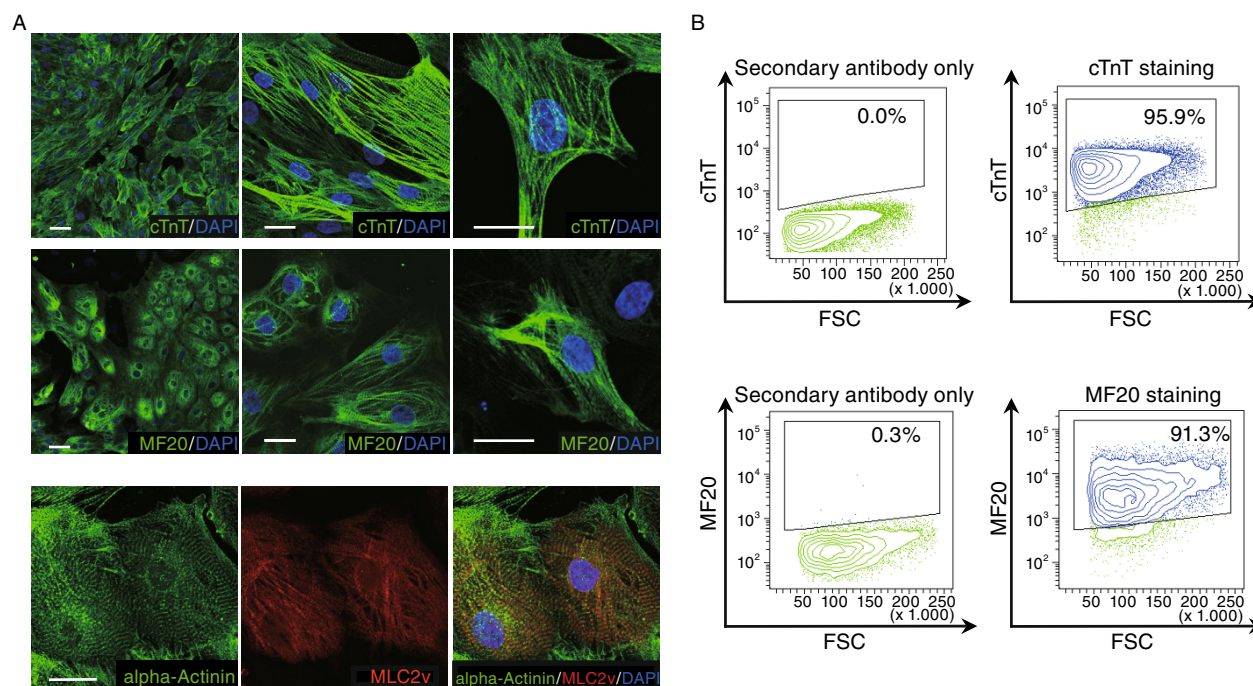 A
cTnT/DAPI
cTnT/DAPI
cTnT/DAPI
MF20/DAPI
MF20/DAPI
MF20/DAPI
alpha-Actinin
MLC2v
alpha-Actinin/MLC2v/DAPI
B
Secondary antibody only
0.0%
cTnT
10⁵
10⁴
10³
10²
50 100 150 200 250
(x 1.000)
FSC
cTnT staining
95.9%
cTnT
10⁵
10⁴
10³
10²
50 100 150 200 250
(x 1.000)
FSC
Secondary antibody only
0.3%
MF20
10⁵
10⁴
10³
10²
50 100 150 200 250
(x 1.000)
FSC
MF20 staining
91.3%
MF20
10⁵
10⁴
10³
10²
50 100 150 200 250
(x 1.000)
FSC